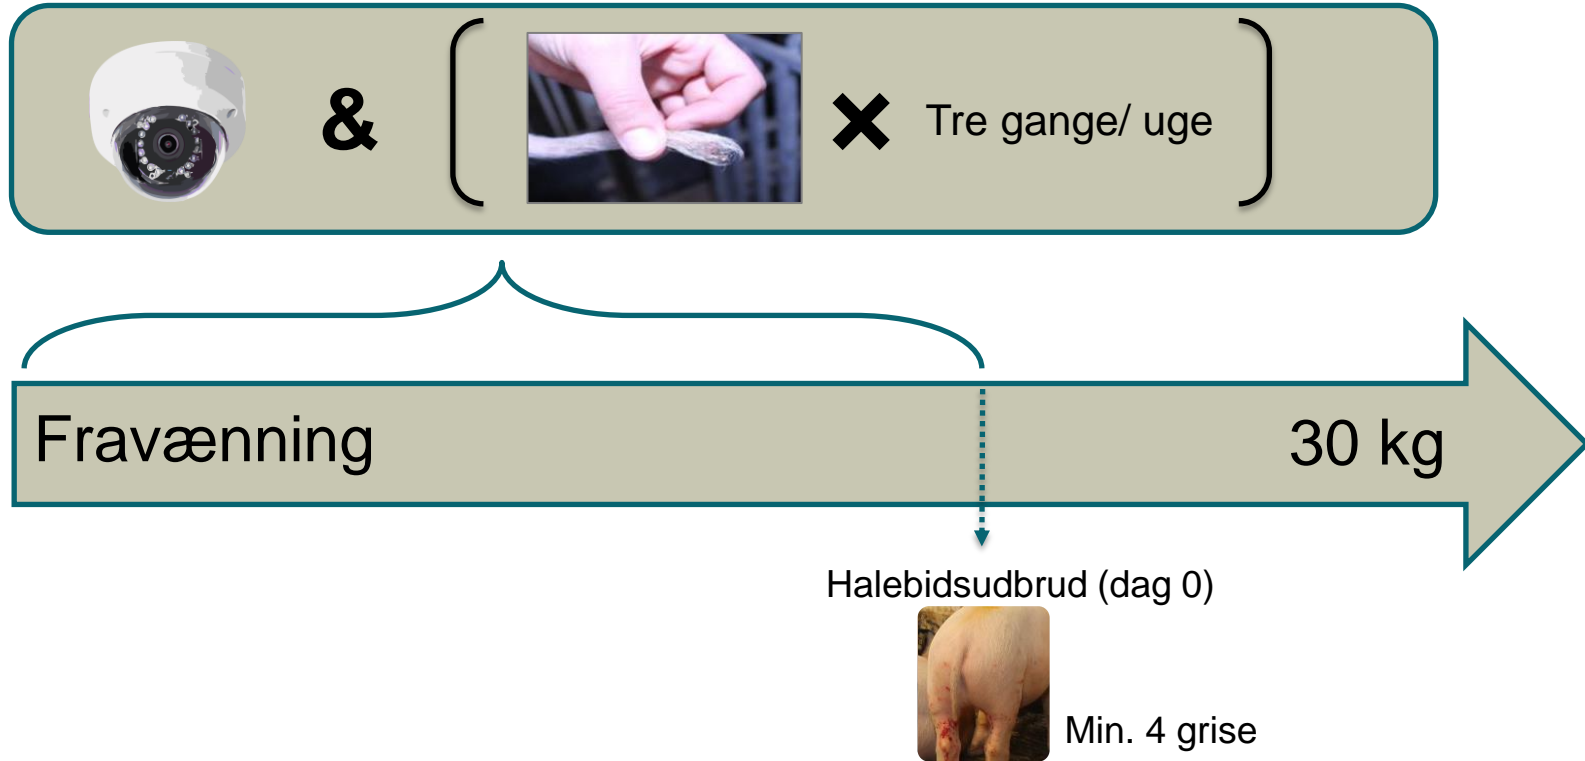 &
Tre gange/ uge
Fravænning
30 kg
Halebidsudbrud (dag 0)
Min. 4 grise